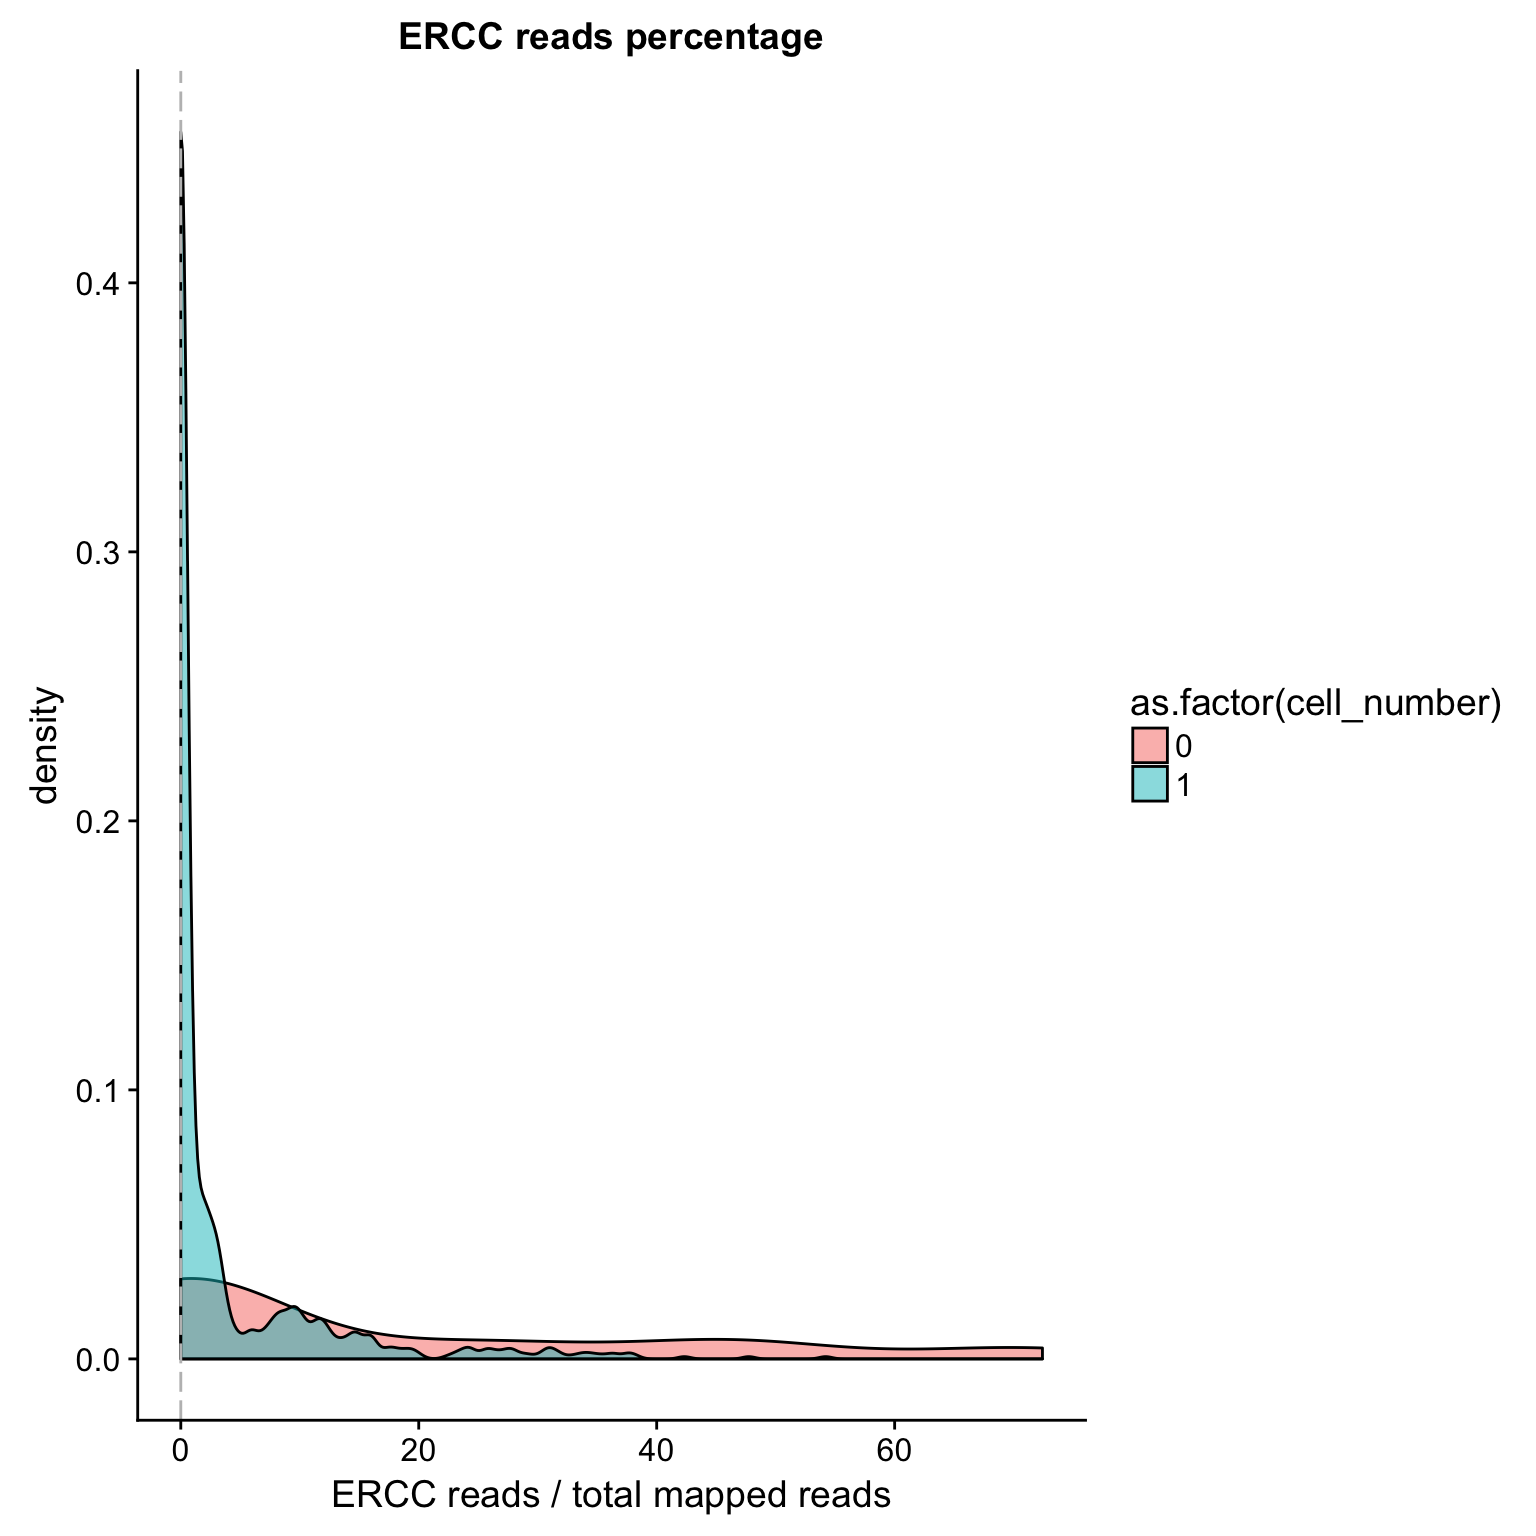 ERCC reads percentage
density
0.4
0.3
0.2
0.1
0.0
0
20
40
60
ERCC reads / total mapped reads
as.factor(cell_number)
0
1